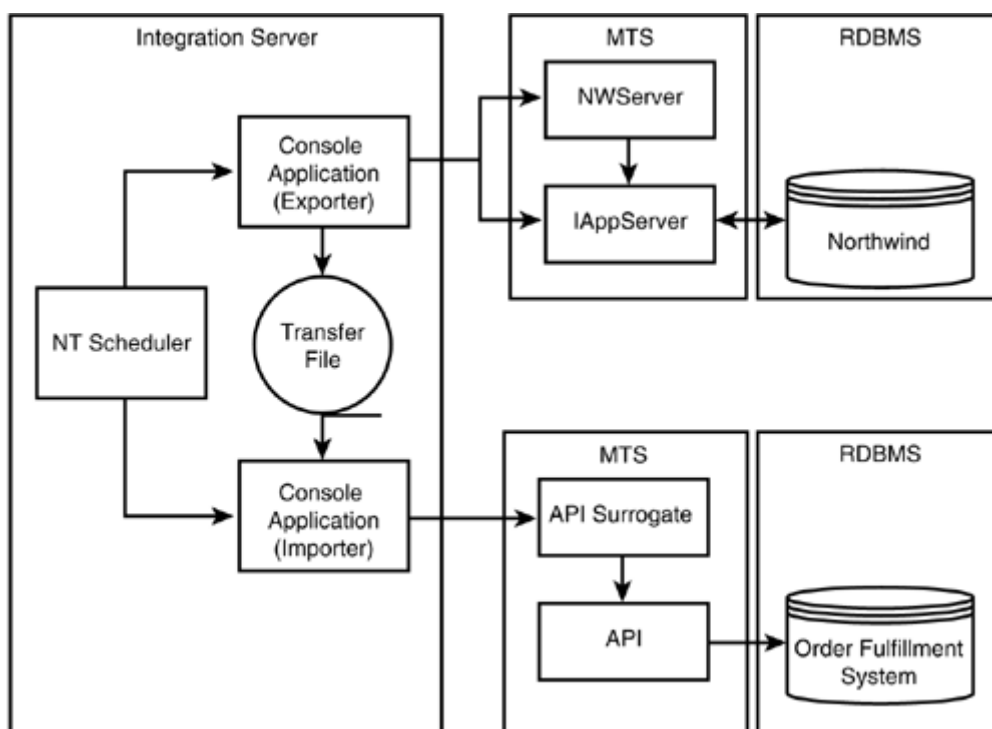 Integration Server
MTS
RDBMS
NWServer
Console
Application
(Exporter)
IAppServer
Northwind
NT Scheduler
Transfer
File
MTS
RDBMS
Console
Application
(Importer)
API Surrogate
API
Order Fulfillment
System